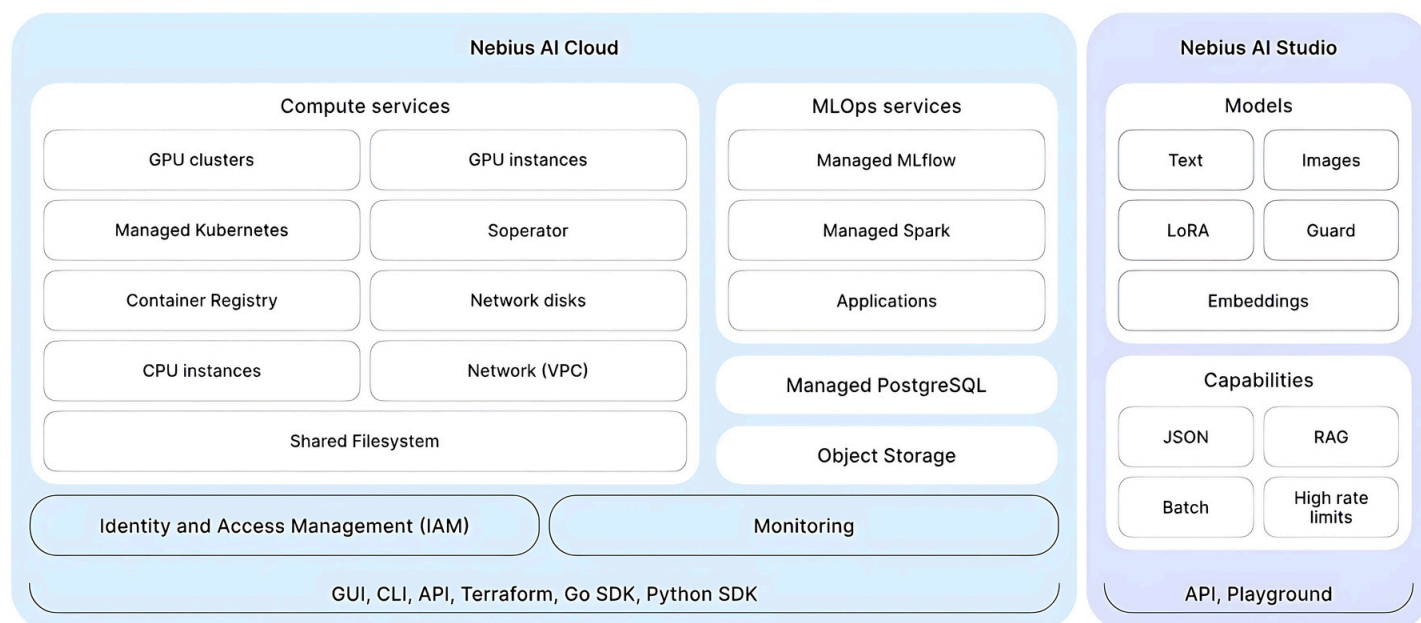 Nebius AI Cloud
Compute services
GPU clusters
GPU instances
Managed Kubernetes
Soperator
Container Registry
Network disks
CPU instances
Network (VPC)
Shared Filesystem
MLOps services
Managed MLflow
Managed Spark
Applications
Managed PostgreSQL
Object Storage
Identity and Access Management (IAM)
Monitoring
GUI, CLI, API, Terraform, Go SDK, Python SDK
Nebius AI Studio
Models
Text
Images
LoRA
Guard
Embeddings
Capabilities
JSON
RAG
Batch
High rate
limits
API, Playground